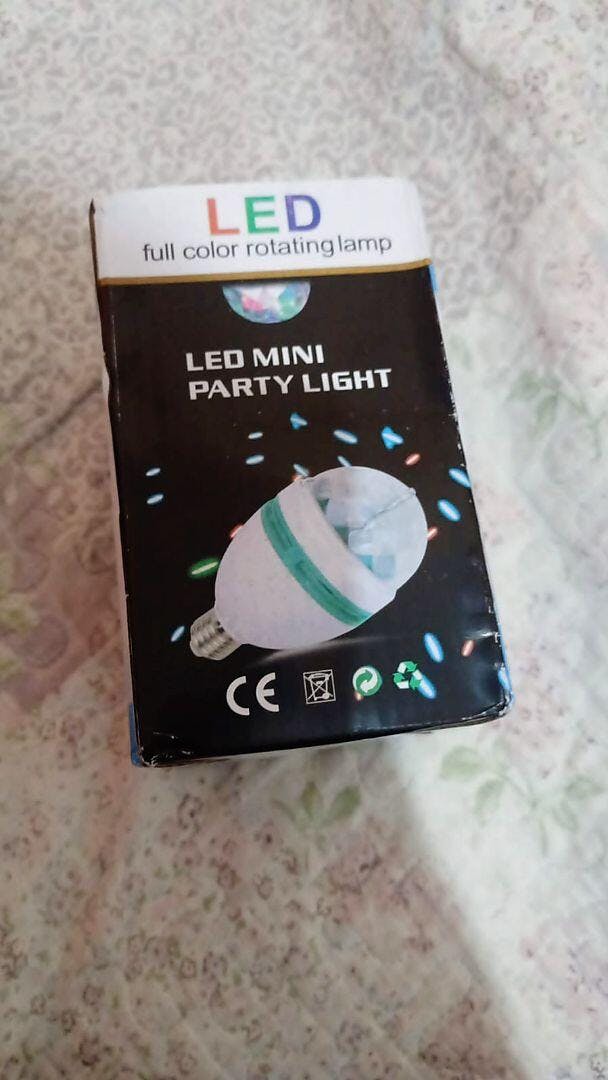 LED
full color rotating lamp
LED MINI
PARTY LIGHT
CE